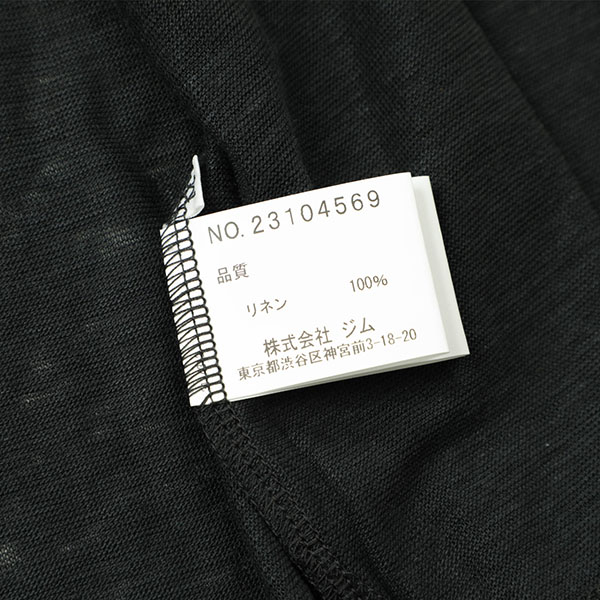 NO. 23104569
品質
リネン 100%
株式会社 ジム
東京都渋谷区神宮前3-18-20